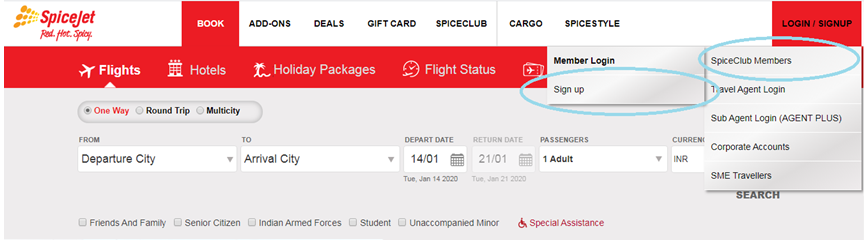 SpiceJet
Red. Hot. Spicy.
BOOK ADD-ONS DEALS GIFT CARD SPICECLUB CARGO SPICESTYLE LOGIN / SIGNUP
Flights Hotels Holiday Packages Flight Status
Member Login
Sign up
SpiceClub Members
Travel Agent Login
Sub Agent Login (AGENT PLUS)
Corporate Accounts
SME Travellers
One Way Round Trip Multicity
FROM TO DEPART DATE RETURN DATE PASSENGERS
Departure City Arrival City 14/01 21/01 1 Adult INR
Tue, Jan 14 2020 Tue, Jan 21 2020
SEARCH
Friends And Family Senior Citizen Indian Armed Forces Student Unaccompanied Minor Special Assistance